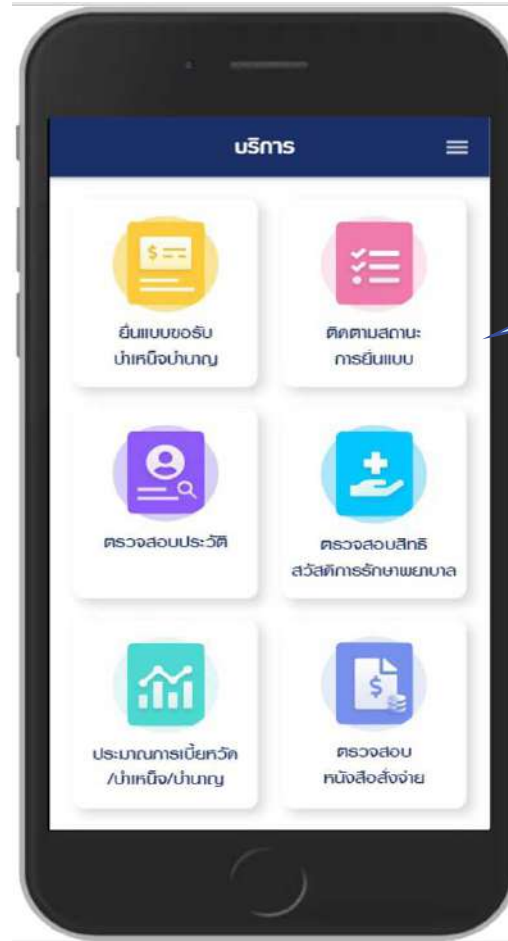 บริการ
ยื่นแบบขอรับ
บำเหน็จบำนาญ
ติดตามสถานะ
การยื่นแบบ
ตรวจสอบประวัติ
ตรวจสอบสิทธิ
สวัสดิการรักษาพยาบาล
ประมาณการเบี้ยหวัด
/บำเหน็จ/บำนาญ
ตรวจสอบ
หนังสือสั่งจ่าย